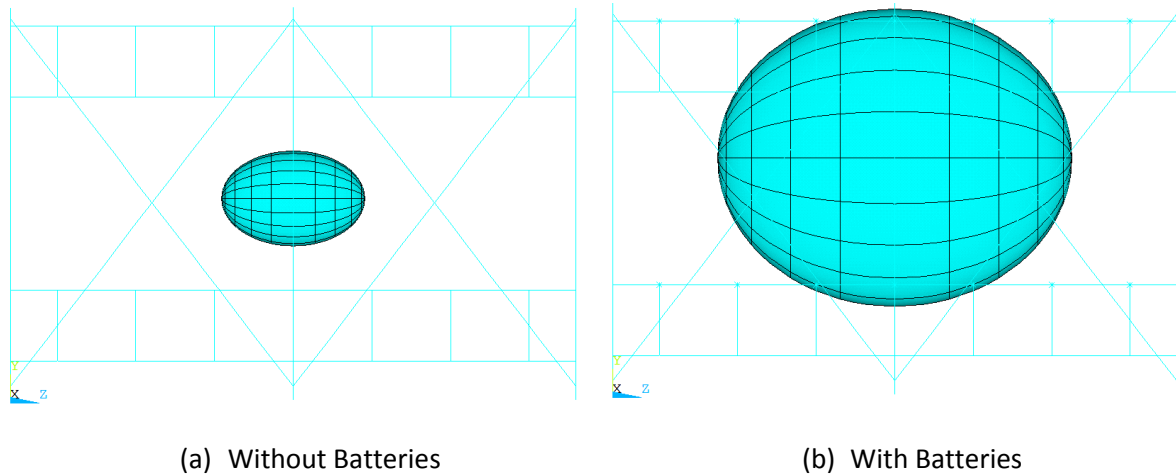 Y
X Z
Y
X Z
(a) Without Batteries
(b) With Batteries